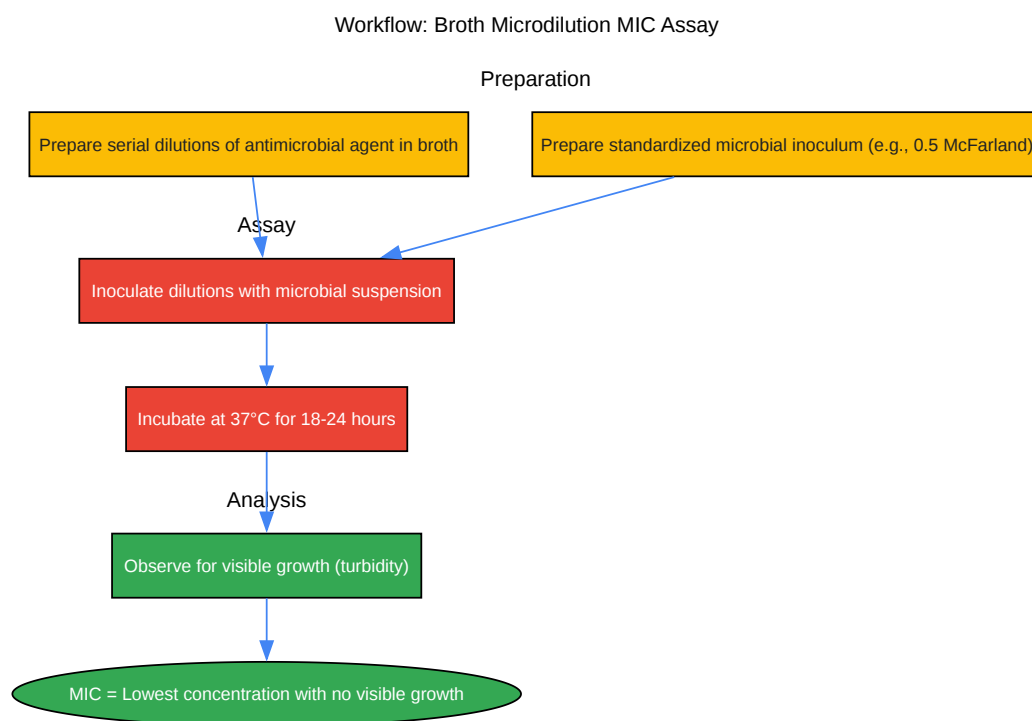 Workflow: Broth Microdilution MIC Assay
Preparation
Prepare serial dilutions of antimicrobial agent in broth
Prepare standardized microbial inoculum (e.g., 0.5 McFarland)
Assay
Inoculate dilutions with microbial suspension
Incubate at 37°C for 18-24 hours
Analysis
Observe for visible growth (turbidity)
MIC = Lowest concentration with no visible growth